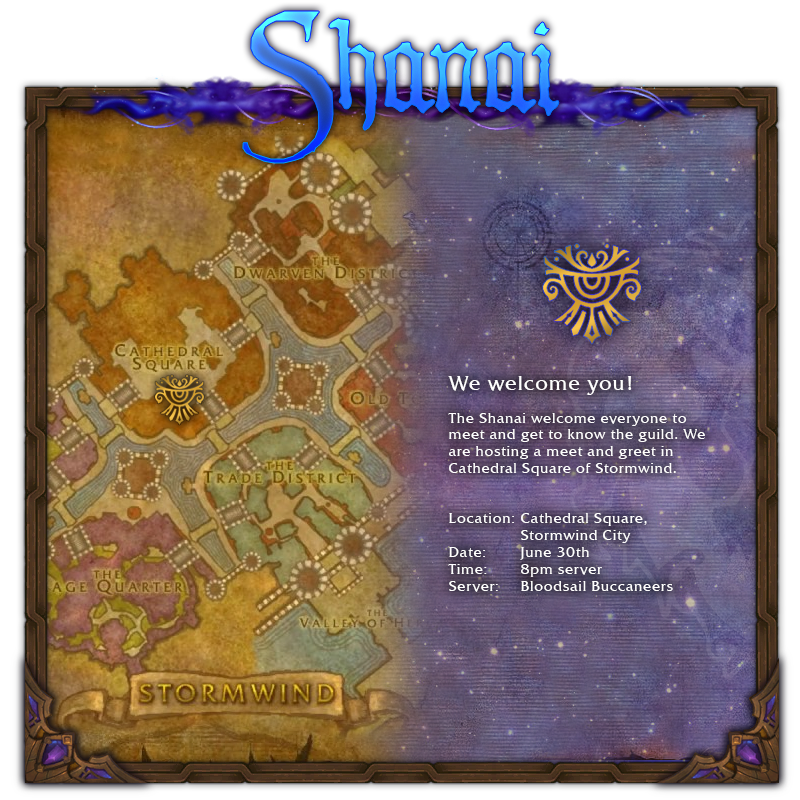 Shanai
THE
DWARVEN DISTRIC
CATHEDRAL
SQUARE
OLD T
THE
TRADE DISTRICT
THE
AGE QUARTER
THE
VALLEY OF H
STORMWIND
We welcome you!
The Shanai welcome everyone to
meet and get to know the guild. We
are hosting a meet and greet in
Cathedral Square of Stormwind.
Location: Cathedral Square,
Stormwind City
Date: June 30th
Time: 8pm server
Server: Bloodsail Buccaneers